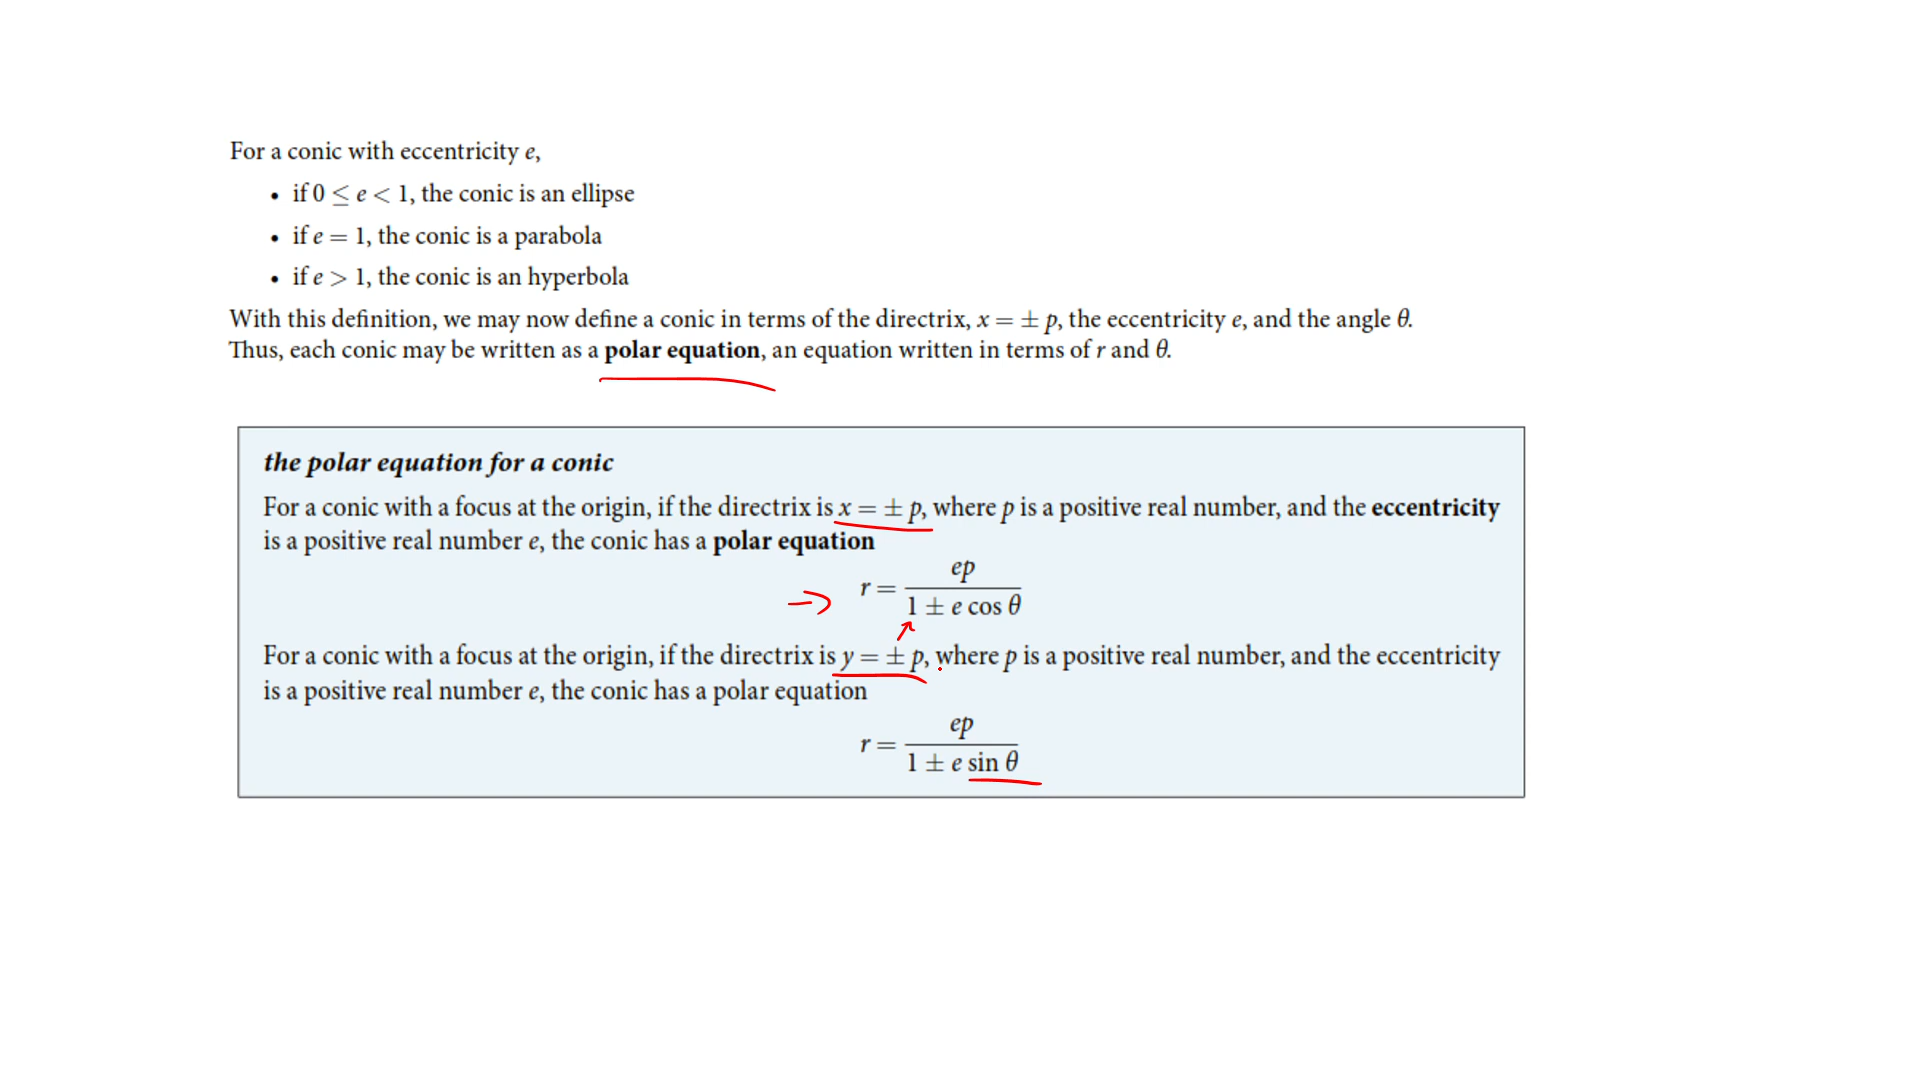 For a conic with eccentricity e,
• if 0 ≤ e < 1, the conic is an ellipse
• if e = 1, the conic is a parabola
• if e > 1, the conic is an hyperbola
With this definition, we may now define a conic in terms of the directrix, x = ± p, the eccentricity e, and the angle θ.
Thus, each conic may be written as a polar equation, an equation written in terms of r and θ.
the polar equation for a conic
For a conic with a focus at the origin, if the directrix is x = ± p, where p is a positive real number, and the eccentricity
is a positive real number e, the conic has a polar equation
r = ep / (1 ± e cos θ)
For a conic with a focus at the origin, if the directrix is y = ± p, where p is a positive real number, and the eccentricity
is a positive real number e, the conic has a polar equation
r = ep / (1 ± e sin θ)